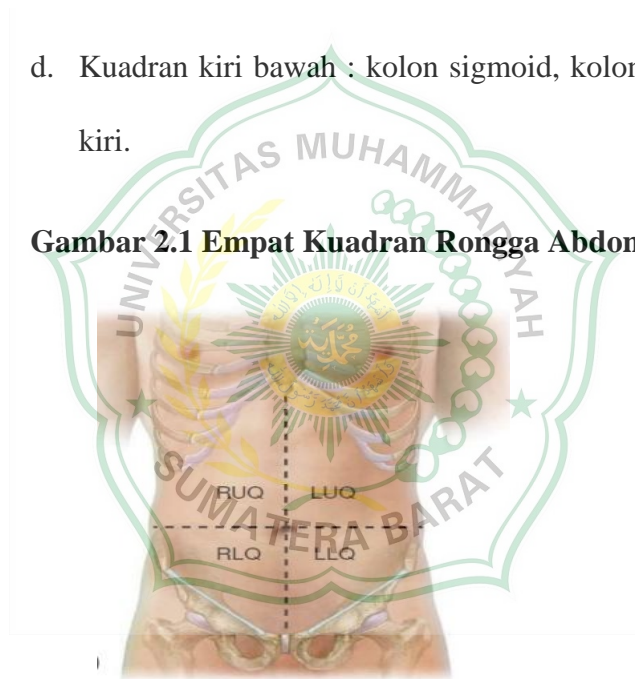 d. Kuadran kiri bawah : kolon sigmoid, kolon
kiri.
UNIVERSITAS MUHAMMADIYAH
Gambar 2.1 Empat Kuadran Rongga Abdom
RUQ LUQ
RLQ LLQ
SUMATERA BARAT
)